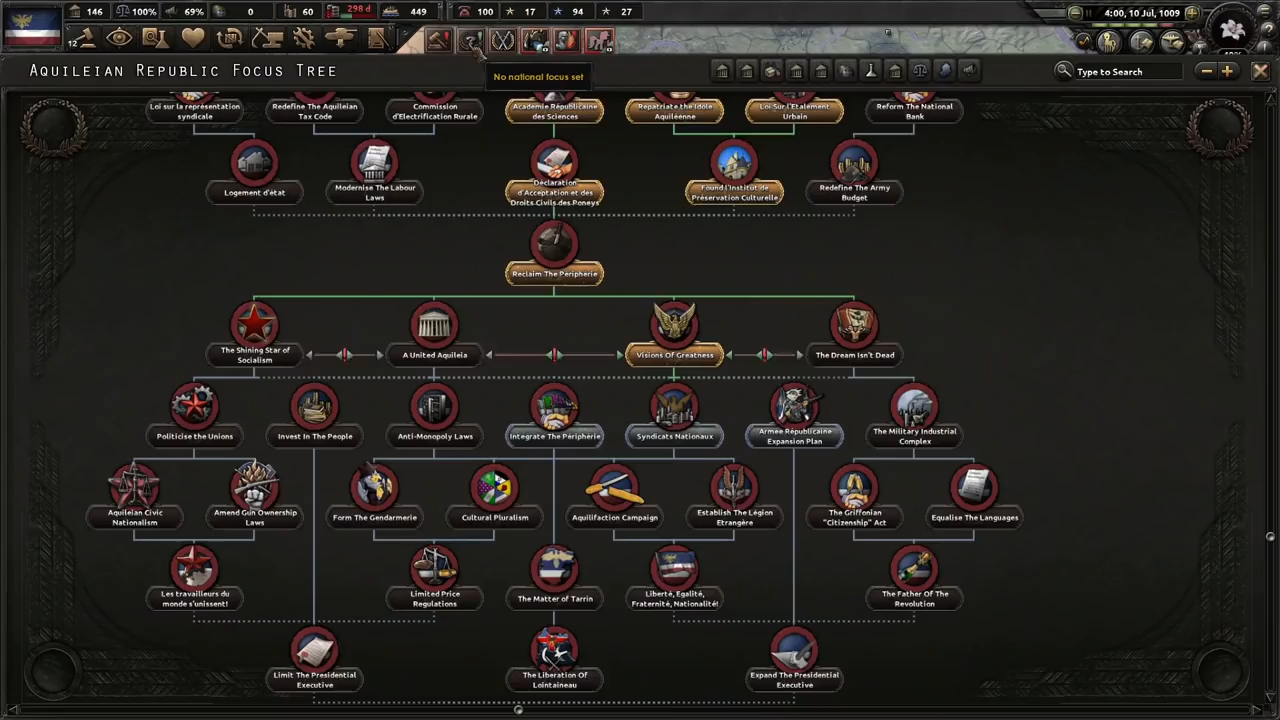 146 100% 69% 0 60 298 d 449 100 17 94 27 4:00, 10 Jul, 1009
12
No national focus set
Aquileian Republic Focus Tree
Type to Search
Loi sur la représentation
syndicale
Redefine The Aquileian
Tax Code
Commission
d'Electrification Rurale
Academie Républicaine
des Sciences
Repatriate the Idole
Aquiléenne
Loi Sur l'Etalement
Urbain
Reform The National
Bank
Logement d'état
Modernise The Labour
Laws
Déclaration
d'Acceptation et des
Droits Civils des Poneys
Found l'Institut de
Préservation Culturelle
Redefine The Army
Budget
Reclaim The Périphérie
The Shining Star of
Socialism
A United Aquileia
Visions Of Greatness
The Dream Isn't Dead
Politicise the Unions
Invest In The People
Anti-Monopoly Laws
Integrate The Périphérie
Syndicats Nationaux
Armée Républicaine
Expansion Plan
The Military Industrial
Complex
Aquileian Civic
Nationalism
Amend Gun Ownership
Laws
Form The Gendarmerie
Cultural Pluralism
Aquilifaction Campaign
Establish The Légion
Etrangère
The Griffonian
"Citizenship" Act
Equalise The Languages
Les travailleurs du
monde s'unissent!
Limited Price
Regulations
The Matter of Tarrin
Liberté, Egalité,
Fraternité, Nationalité!
The Father Of The
Revolution
Limit The Presidential
Executive
The Liberation Of
Lointaineau
Expand The Presidential
Executive